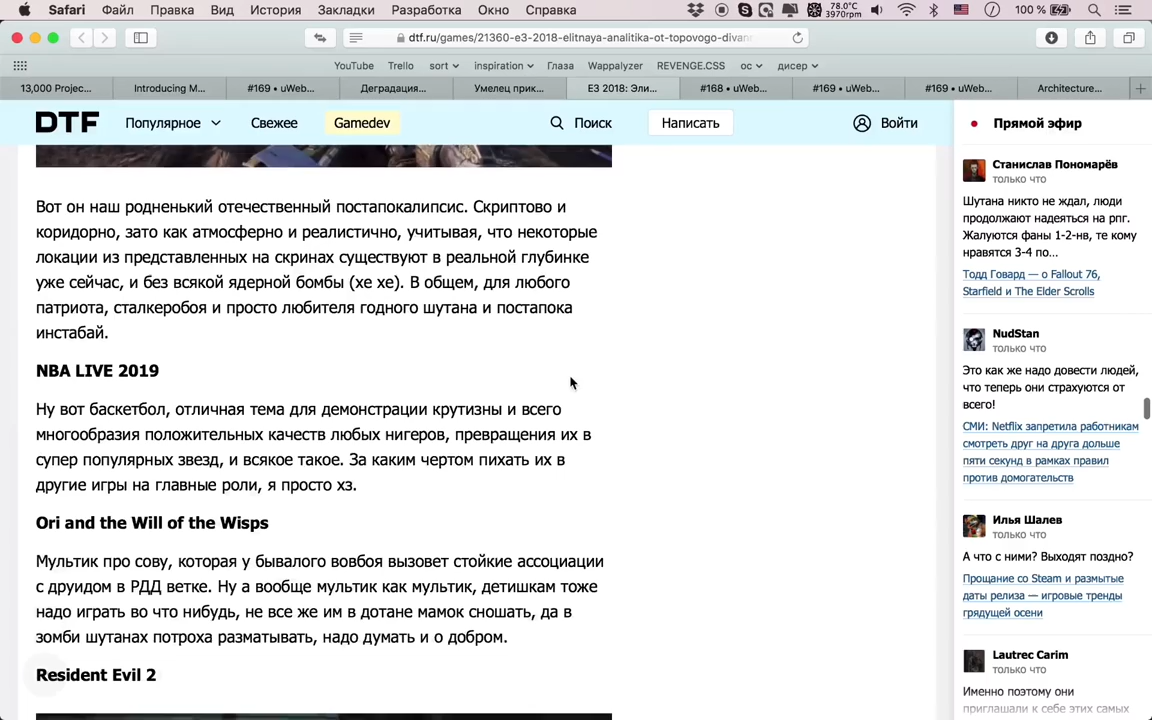 Safari Файл Правка Вид История Закладки Разработка Окно Справка 78.0°C 3970rpm 100 %
dtf.ru/games/21360-e3-2018-elitnaya-analitika-ot-topovogo-divan
YouTube Trello sort inspiration Глаза Wappalyzer REVENGE.CSS ос дисер
13,000 Projec... Introducing M... #169 • uWeb... Деградация... Умелец прик... E3 2018: Эли... #168 • uWeb... #169 • uWeb... #169 • uWeb... Architecture...
DTF Популярное Свежее Gamedev Поиск Написать Войти
Вот он наш родненький отечественный постапокалипсис. Скриптово и
коридорно, зато как атмосферно и реалистично, учитывая, что некоторые
локации из представленных на скринах существуют в реальной глубинке
уже сейчас, и без всякой ядерной бомбы (хе хе). В общем, для любого
патриота, сталкеробоя и просто любителя годного шутана и постапока
инстабай.
NBA LIVE 2019
Ну вот баскетбол, отличная тема для демонстрации крутизны и всего
многообразия положительных качеств любых нигеров, превращения их в
супер популярных звезд, и всякое такое. За каким чертом пихать их в
другие игры на главные роли, я просто хз.
Ori and the Will of the Wisps
Мультик про сову, которая у бывалого вовбоя вызовет стойкие ассоциации
с друидом в РДД ветке. Ну а вообще мультик как мультик, детишкам тоже
надо играть во что нибудь, не все же им в дотане мамок сношать, да в
зомби шутанах потроха разматывать, надо думать и о добром.
Resident Evil 2
Прямой эфир
Станислав Пономарёв
только что
Шутана никто не ждал, люди
продолжают надеяться на рпг.
Жалуются фаны 1-2-нв, те кому
нравятся 3-4 по...
Тодд Говард — о Fallout 76,
Starfield и The Elder Scrolls
NudStan
только что
Это как же надо довести людей,
что теперь они страхуются от
всего!
СМИ: Netflix запретила работникам
смотреть друг на друга дольше
пяти секунд в рамках правил
против домогательств
Илья Шалев
только что
А что с ними? Выходят поздно?
Прощание со Steam и размытые
даты релиза — игровые тренды
грядущей осени
Lautrec Carim
только что
Именно поэтому они
приглашали к себе этих самых